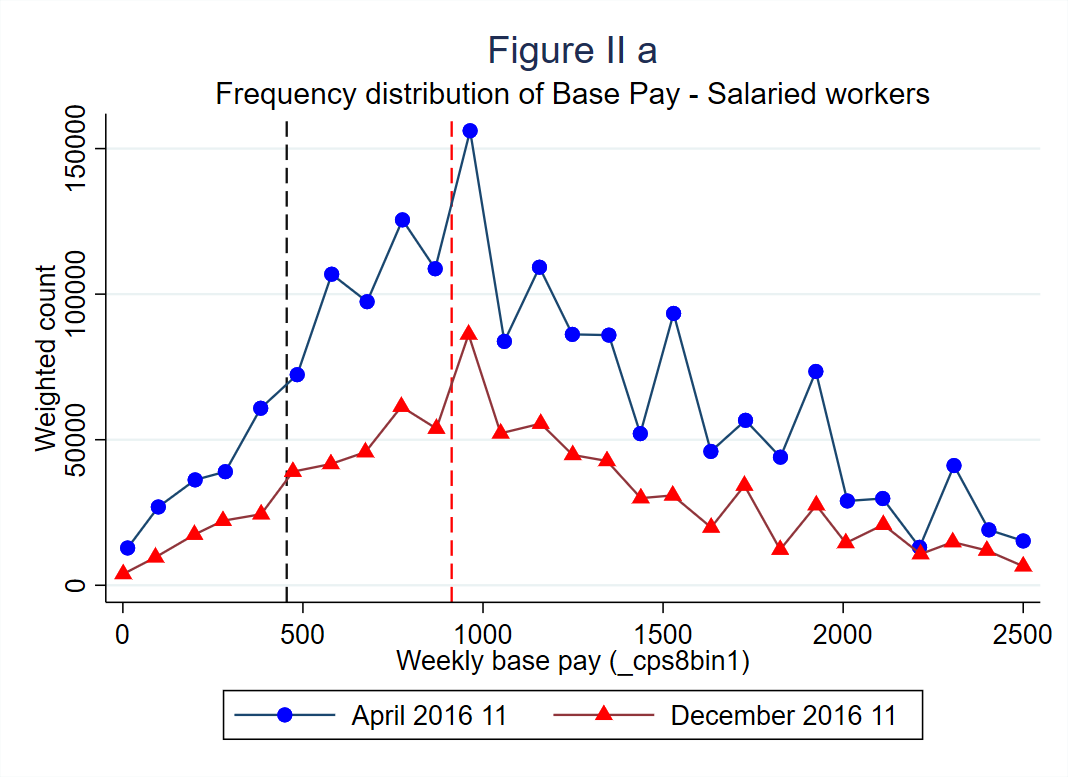 Figure II a
Frequency distribution of Base Pay - Salaried workers
Weighted count
150000
100000
50000
0
0 500 1000 1500 2000 2500
Weekly base pay (_cps8bin1)
April 2016 11 December 2016 11